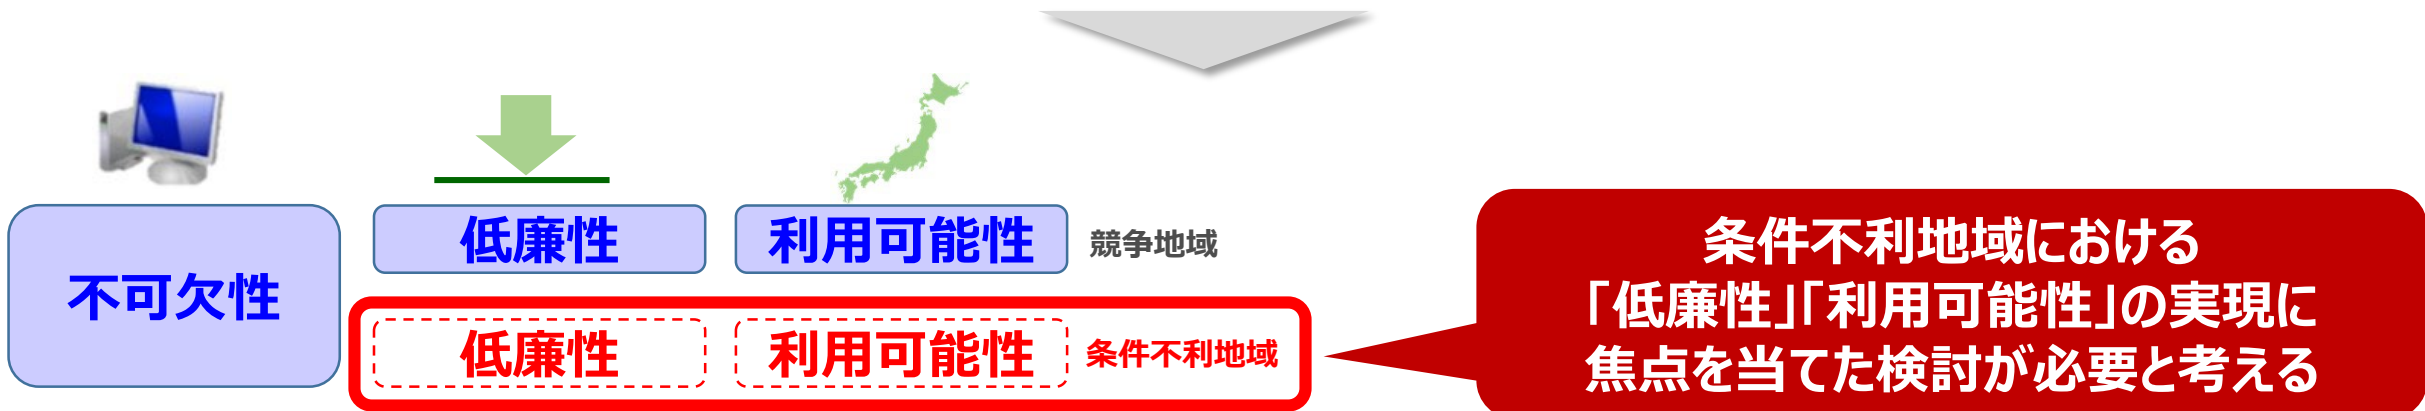 不可欠性
低廉性
利用可能性
競争地域
低廉性
利用可能性
条件不利地域
条件不利地域における
「低廉性」「利用可能性」の実現に
焦点を当てた検討が必要と考える